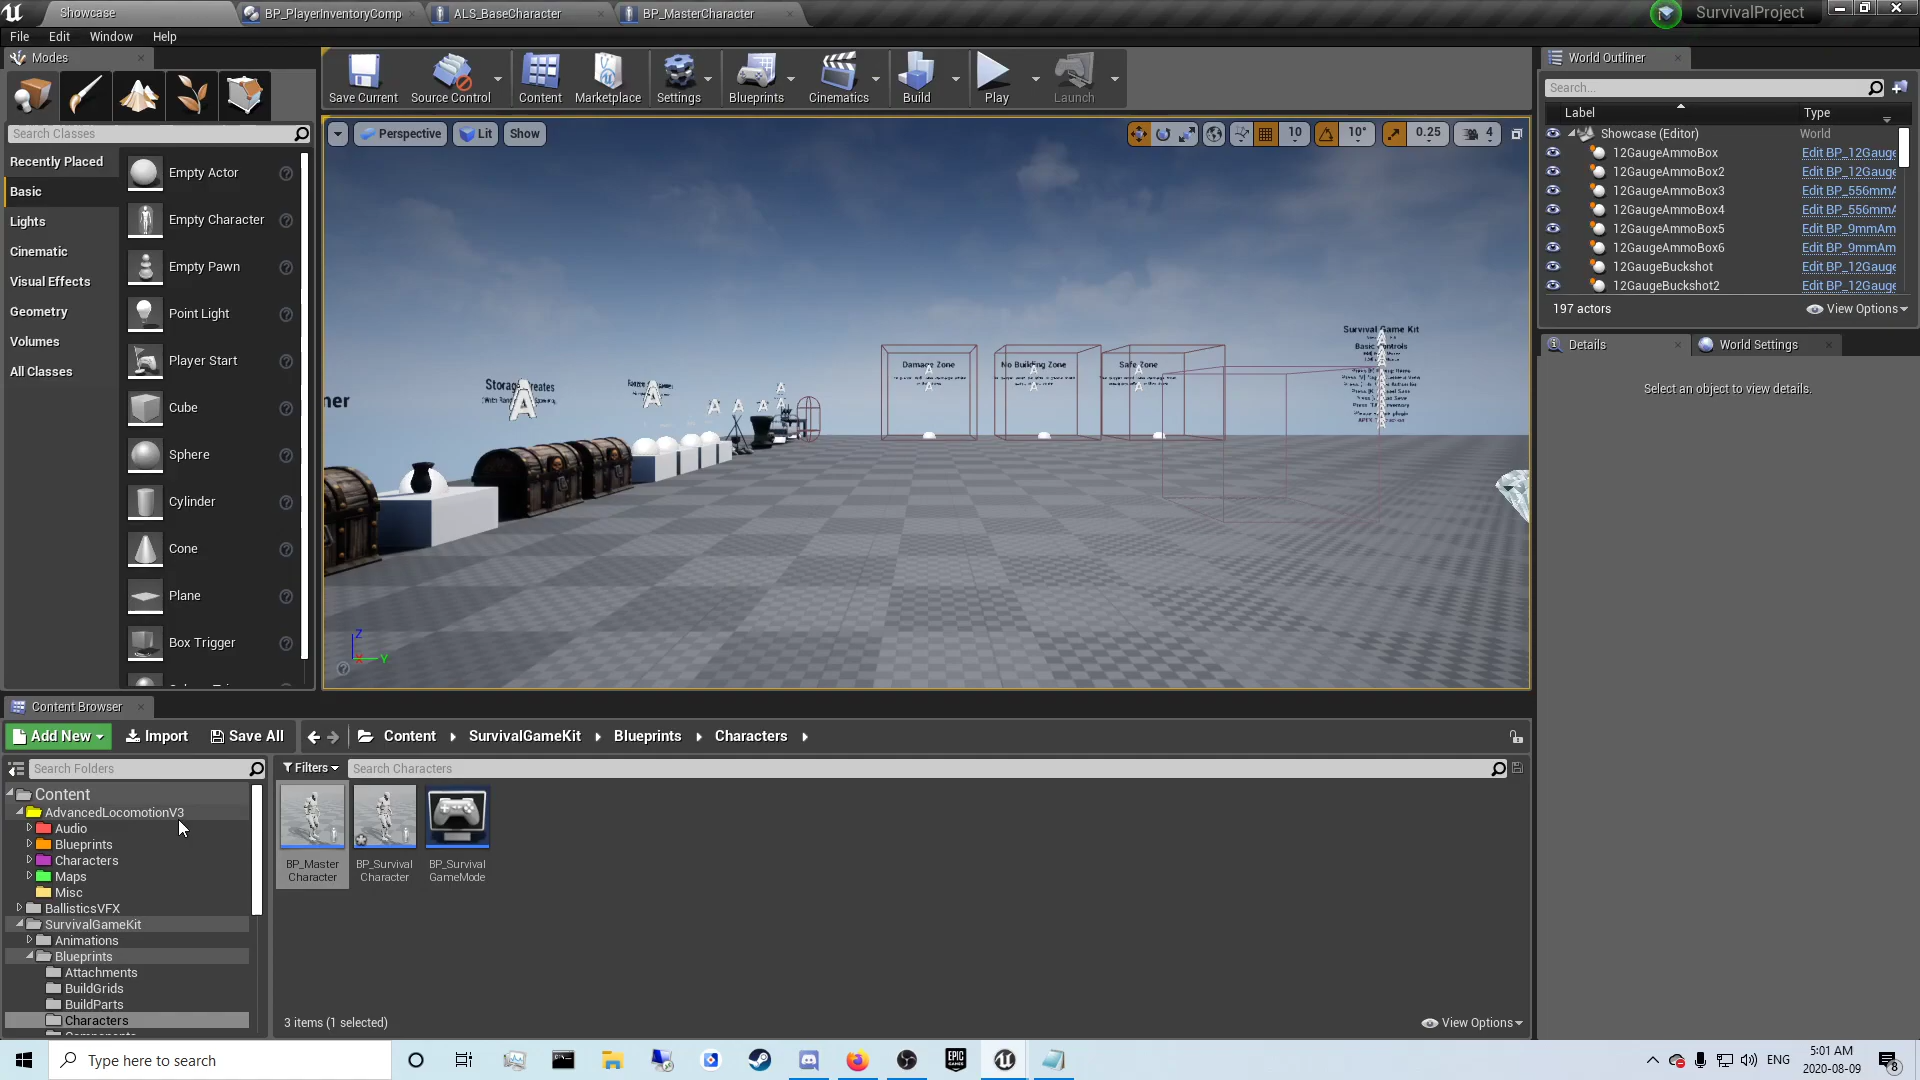 Showcase
BP_PlayerInventoryComp
ALS_BaseCharacter
BP_MasterCharacter
SurvivalProject
File Edit Window Help
Modes
Save Current
Source Control
Content
Marketplace
Settings
Blueprints
Cinematics
Build
Play
Launch
Search Classes
Recently Placed
Basic
Lights
Cinematic
Visual Effects
Geometry
Volumes
All Classes
Empty Actor
Empty Character
Empty Pawn
Point Light
Player Start
Cube
Sphere
Cylinder
Cone
Plane
Box Trigger
Perspective
Lit
Show
10
10°
0.25
4
Damage Zone
No Building Zone
Safe Zone
Survival Game Kit
Z
X
Y
World Outliner
Search...
Label
Type
Showcase (Editor) World
12GaugeAmmoBox Edit BP_12Gauge
12GaugeAmmoBox2 Edit BP_12Gauge
12GaugeAmmoBox3 Edit BP_556mmA
12GaugeAmmoBox4 Edit BP_556mmA
12GaugeAmmoBox5 Edit BP_9mmAm
12GaugeAmmoBox6 Edit BP_9mmAm
12GaugeBuckshot Edit BP_12Gauge
12GaugeBuckshot2 Edit BP_12Gauge
197 actors
View Options
Details
World Settings
Select an object to view details.
Content Browser
Add New
Import
Save All
Content
SurvivalGameKit
Blueprints
Characters
Search Folders
Filters
Search Characters
Content
AdvancedLocomotionV3
Audio
Blueprints
Characters
Maps
Misc
BallisticsVFX
SurvivalGameKit
Animations
Blueprints
Attachments
BuildGrids
BuildParts
Characters
BP_Master
Character
BP_Survival
Character
BP_Survival
GameMode
3 items (1 selected)
View Options
Type here to search
EPIC
GAMES
ENG
5:01 AM
2020-08-09
8